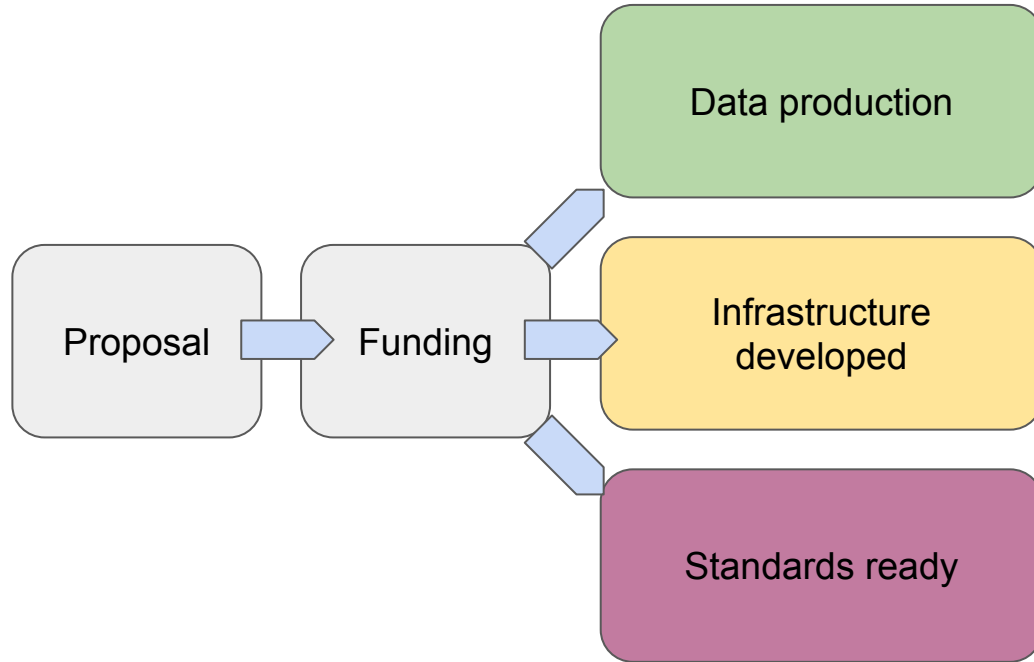 Data production
Proposal
Funding
Infrastructure
developed
Standards ready